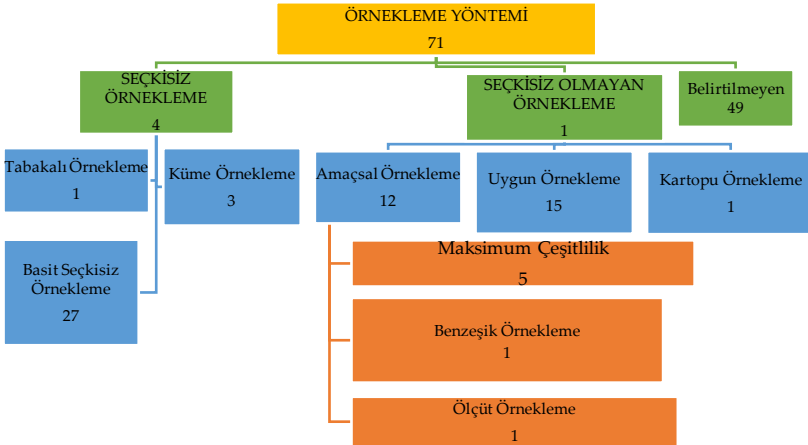 ÖRNEKLEME YÖNTEMİ
71
SEÇKİSİZ
ÖRNEKLEME
4
SEÇKİSİZ OLMAYAN
ÖRNEKLEME
1
Belirtilmeyen
49
Tabakalı Örnekleme
1
Küme Örnekleme
3
Amaçsal Örnekleme
12
Uygun Örnekleme
15
Kartopu Örnekleme
1
Basit Seçkisiz
Örnekleme
27
Maksimum Çeşitlilik
5
Benzeşik Örnekleme
1
Ölçüt Örnekleme
1